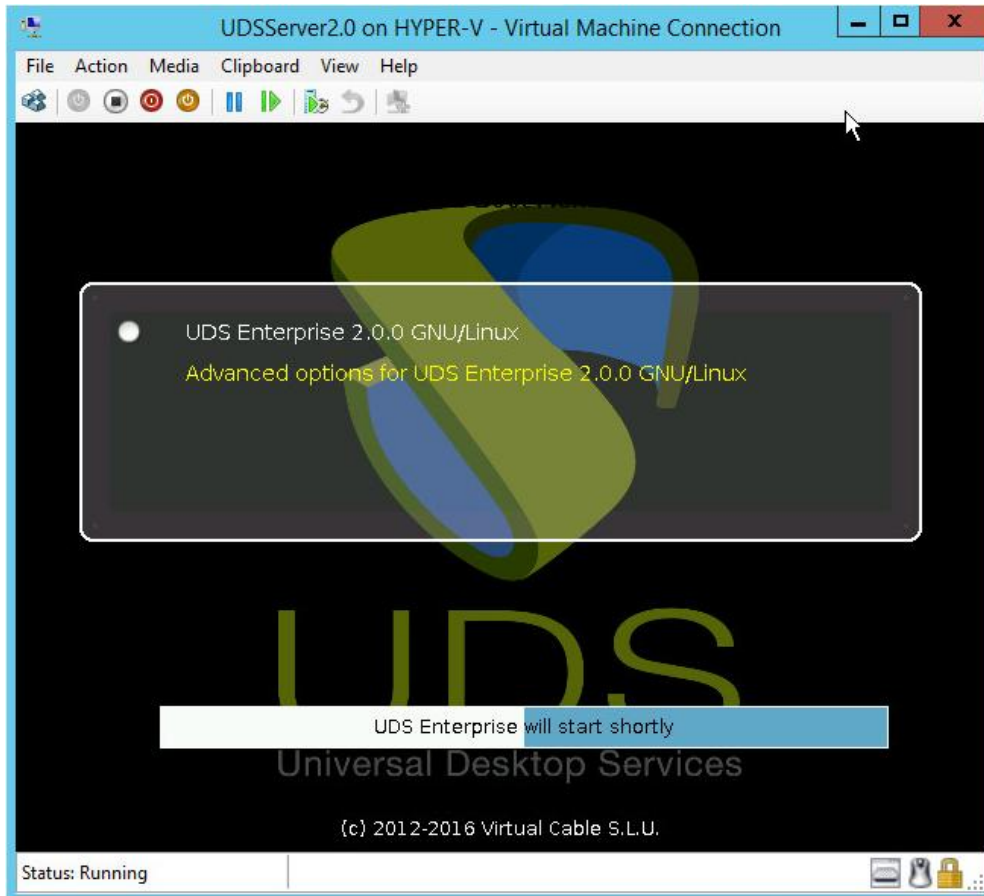 UDSServer2.0 on HYPER-V - Virtual Machine Connection
File Action Media Clipboard View Help
UDS Enterprise 2.0.0 GNU/Linux
Advanced options for UDS Enterprise 2.0.0 GNU/Linux
UDS
UDS Enterprise will start shortly
Universal Desktop Services
(c) 2012-2016 Virtual Cable S.L.U.
Status: Running